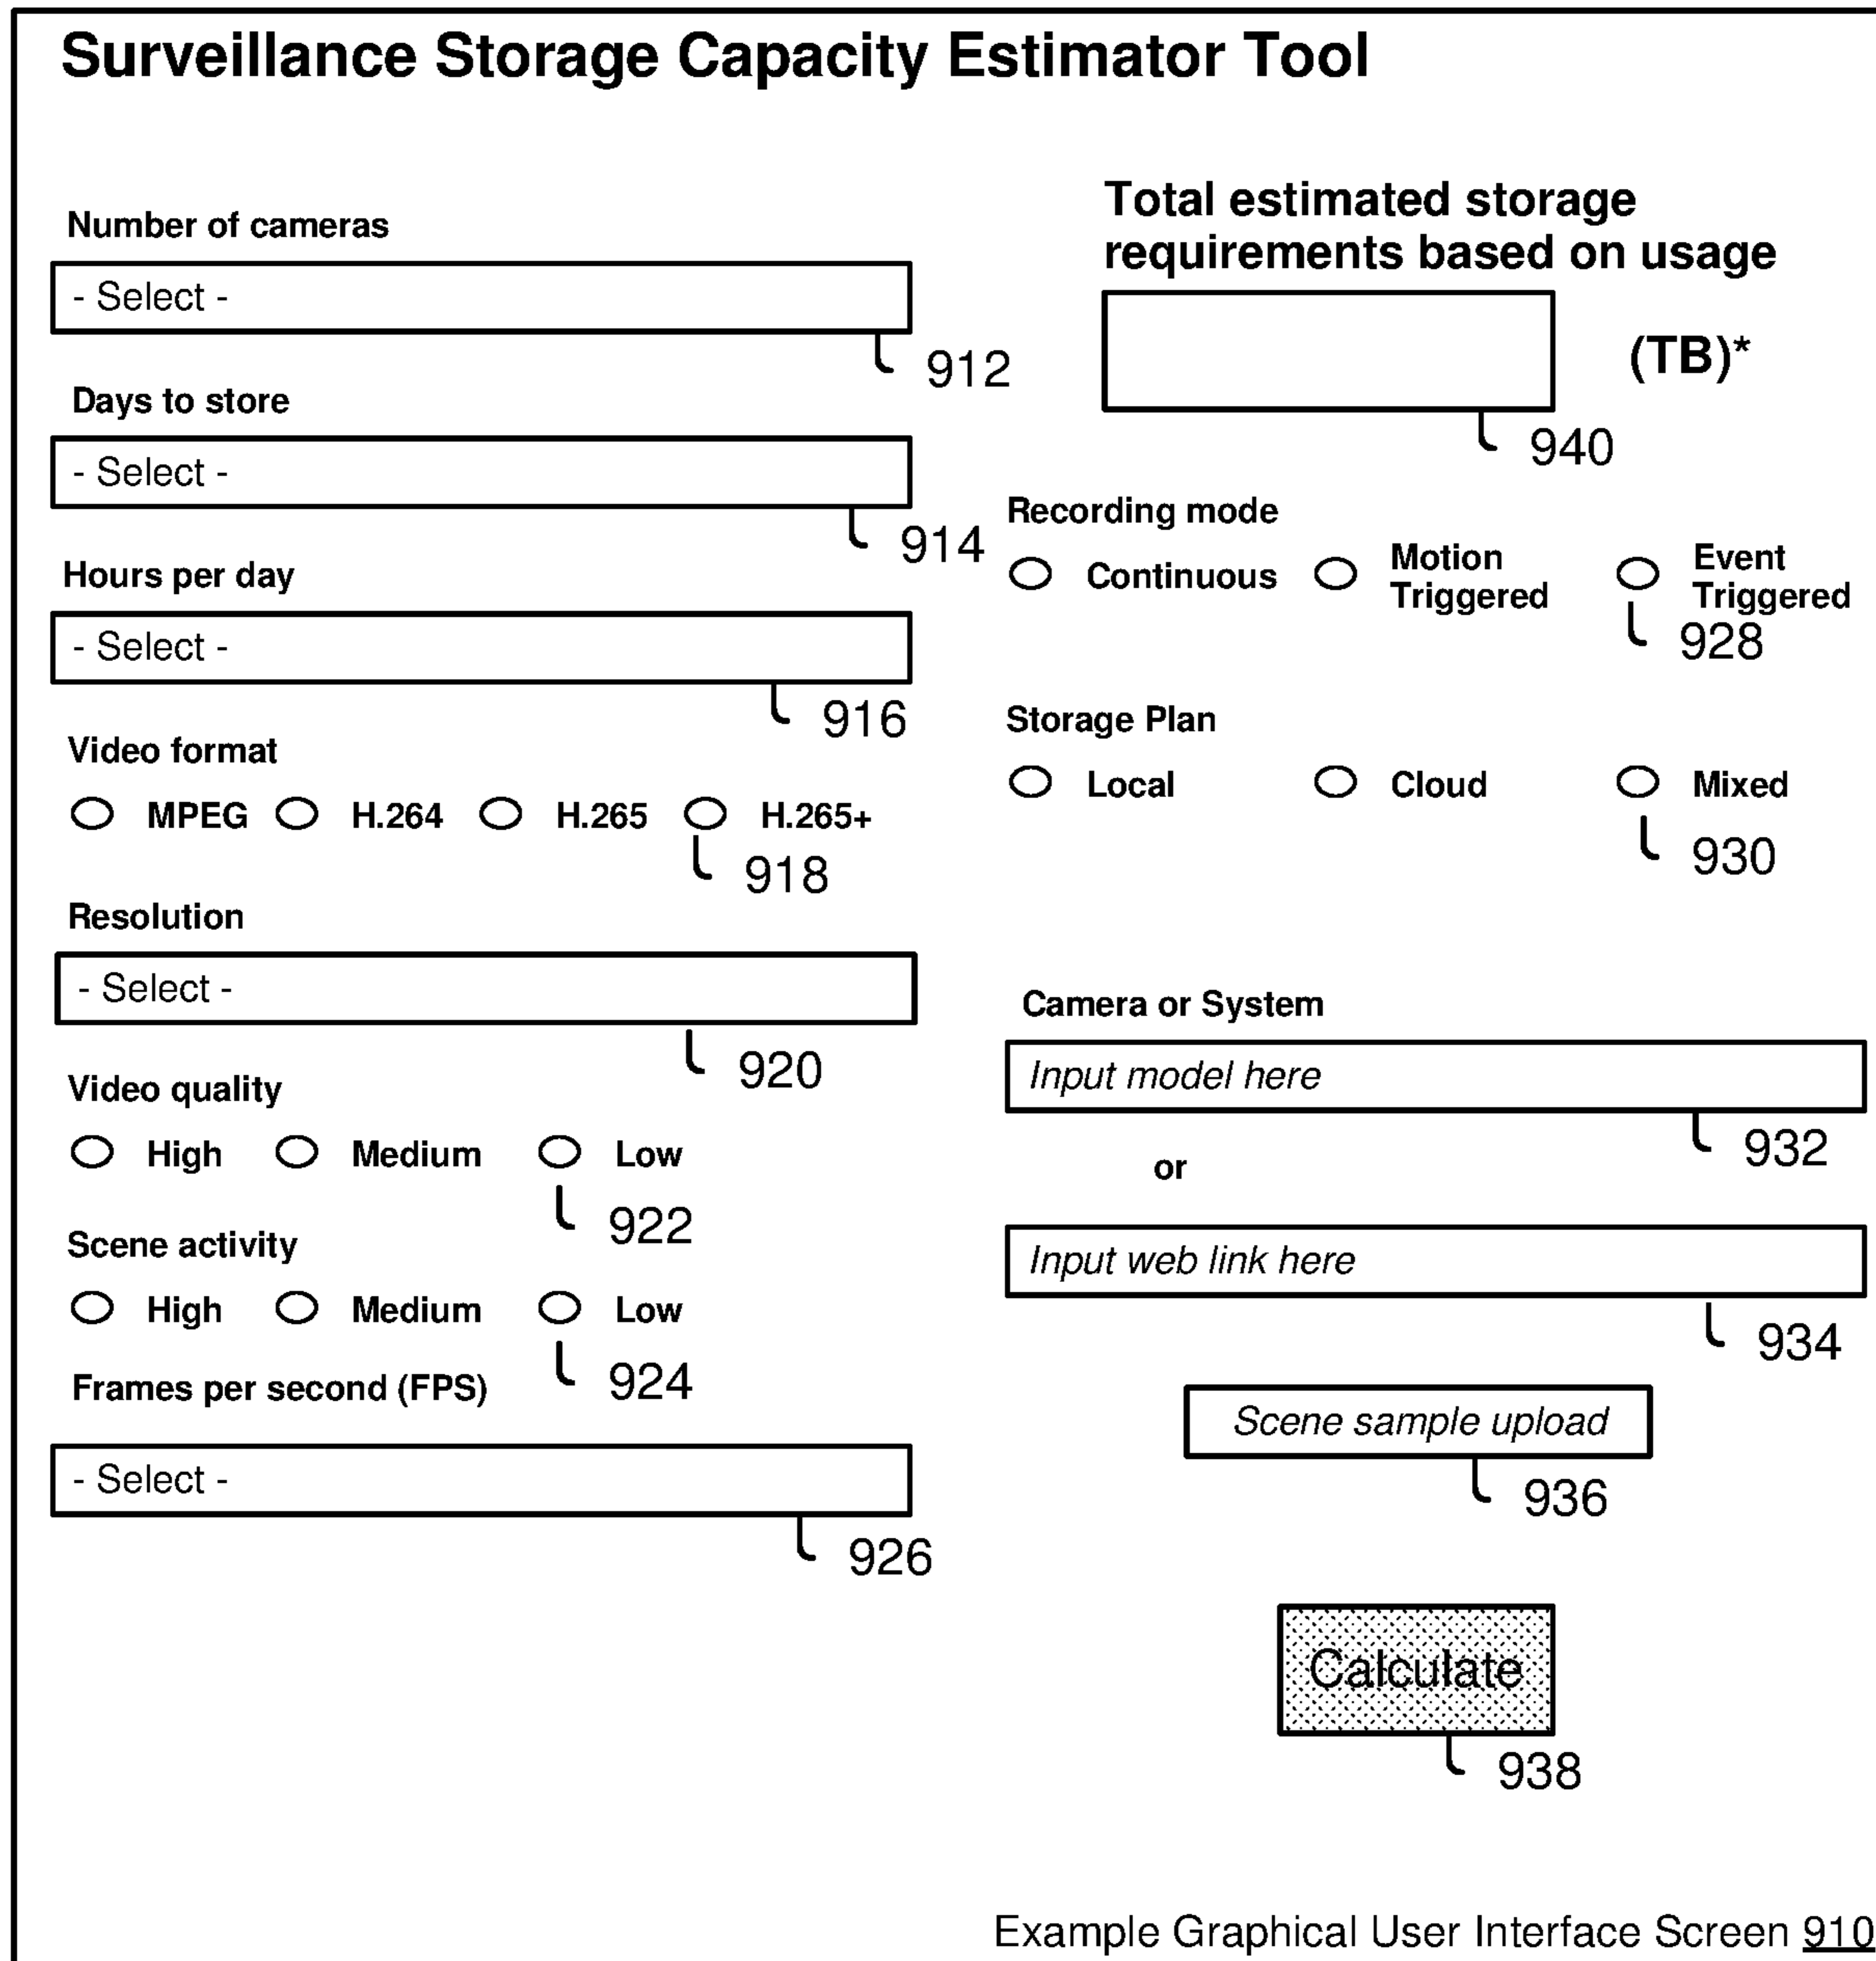 Surveillance Storage Capacity Estimator Tool
Number of cameras
- Select -
912
Days to store
- Select -
914
Hours per day
- Select -
916
Video format
MPEG H.264 H.265 H.265+
918
Resolution
- Select -
920
Video quality
High Medium Low
922
Scene activity
High Medium Low
924
Frames per second (FPS)
- Select -
926
Total estimated storage
requirements based on usage
(TB)*
940
Recording mode
Continuous Motion Triggered Event Triggered
928
Storage Plan
Local Cloud Mixed
930
Camera or System
Input model here
932
or
Input web link here
934
Scene sample upload
936
Calculate
938
Example Graphical User Interface Screen 910